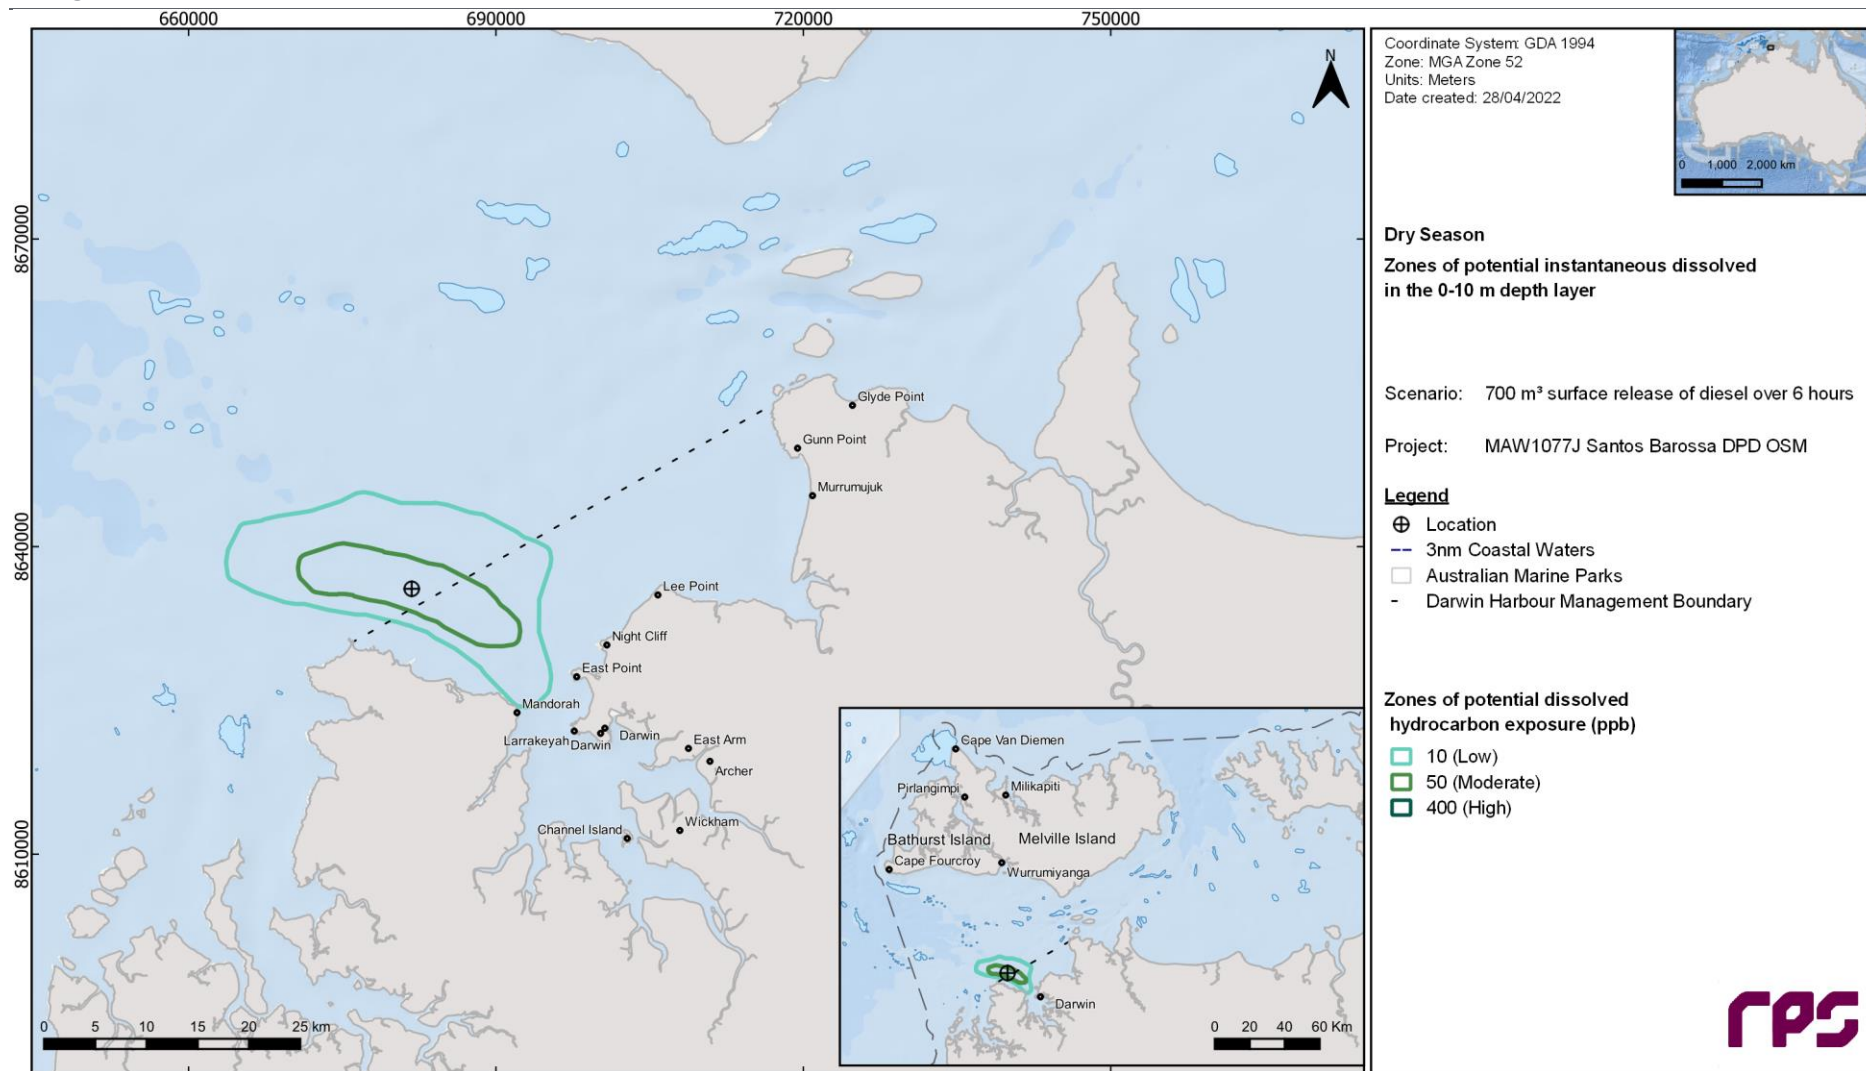 660000
690000
720000
750000
8670000
8640000
8610000
N
Glyde Point
Gunn Point
Murrumujuk
Lee Point
Night Cliff
East Point
Mandorah
Larrakeyah
Darwin
Darwin
East Arm
Archer
Wickham
Channel Island
0 5 10 15 20 25 km
Cape Van Diemen
Pirlangimpi
Milikapiti
Bathurst Island
Melville Island
Cape Fourcroy
Wurrumiyanga
Darwin
0 20 40 60 Km
Coordinate System: GDA 1994
Zone: MGA Zone 52
Units: Meters
Date created: 28/04/2022
0 1,000 2,000 km
Dry Season
Zones of potential instantaneous dissolved
in the 0-10 m depth layer
Scenario: 700 m³ surface release of diesel over 6 hours
Project: MAW1077J Santos Barossa DPD OSM
Legend
Location
3nm Coastal Waters
Australian Marine Parks
Darwin Harbour Management Boundary
Zones of potential dissolved
hydrocarbon exposure (ppb)
10 (Low)
50 (Moderate)
400 (High)
rps